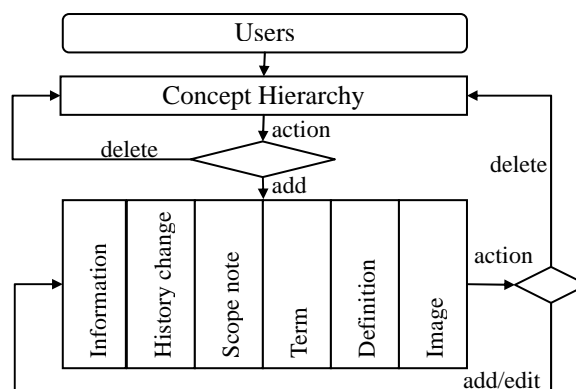 Users
Concept Hierarchy
action
delete
add
delete
Information
History change
Scope note
Term
Definition
Image
action
add/edit